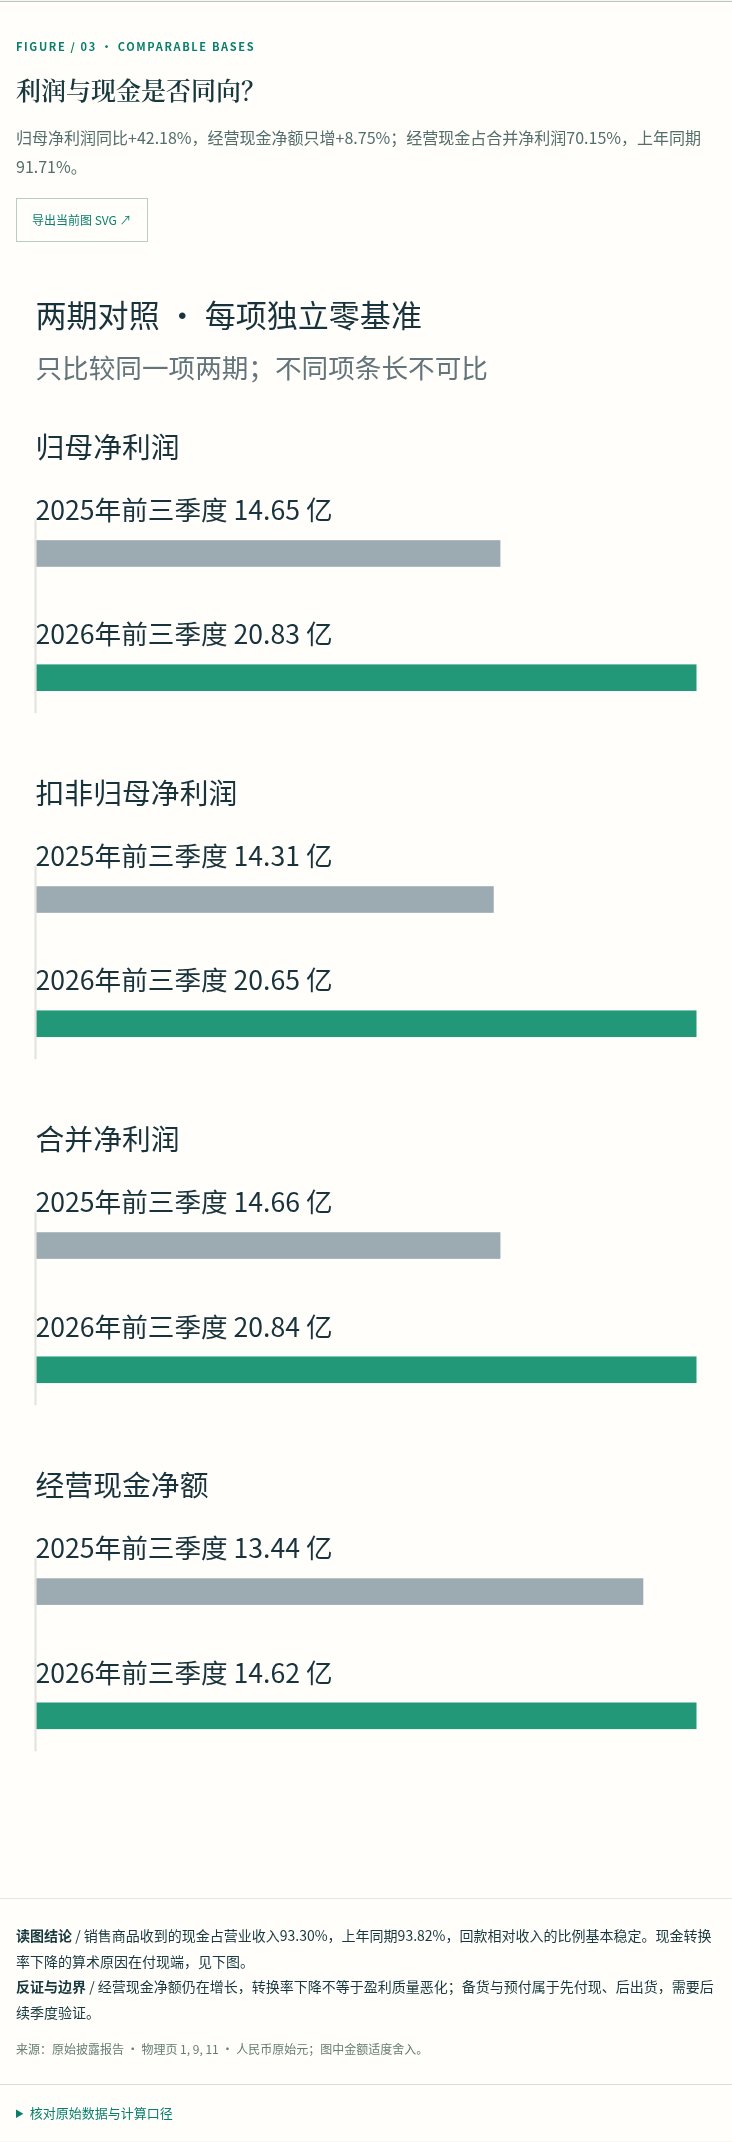 FIGURE / 03 · COMPARABLE BASES
利润与现金是否同向？
归母净利润同比+42.18%，经营现金净额只增+8.75%；经营现金占合并净利润70.15%，上年同期
91.71%。
导出当前图 SVG ↗
两期对照 · 每项独立零基准
只比较同一项两期；不同项条长不可比
归母净利润
2025年前三季度 14.65 亿
2026年前三季度 20.83 亿
扣非归母净利润
2025年前三季度 14.31 亿
2026年前三季度 20.65 亿
合并净利润
2025年前三季度 14.66 亿
2026年前三季度 20.84 亿
经营现金净额
2025年前三季度 13.44 亿
2026年前三季度 14.62 亿
读图结论 / 销售商品收到的现金占营业收入93.30%，上年同期93.82%，回款相对收入的比例基本稳定。现金转换
率下降的算术原因在付现端，见下图。
反证与边界 / 经营现金净额仍在增长，转换率下降不等于盈利质量恶化；备货与预付属于先付现、后出货，需要后
续季度验证。
来源：原始披露报告 · 物理页 1, 9, 11 · 人民币原始元；图中金额适度舍入。
▶ 核对原始数据与计算口径